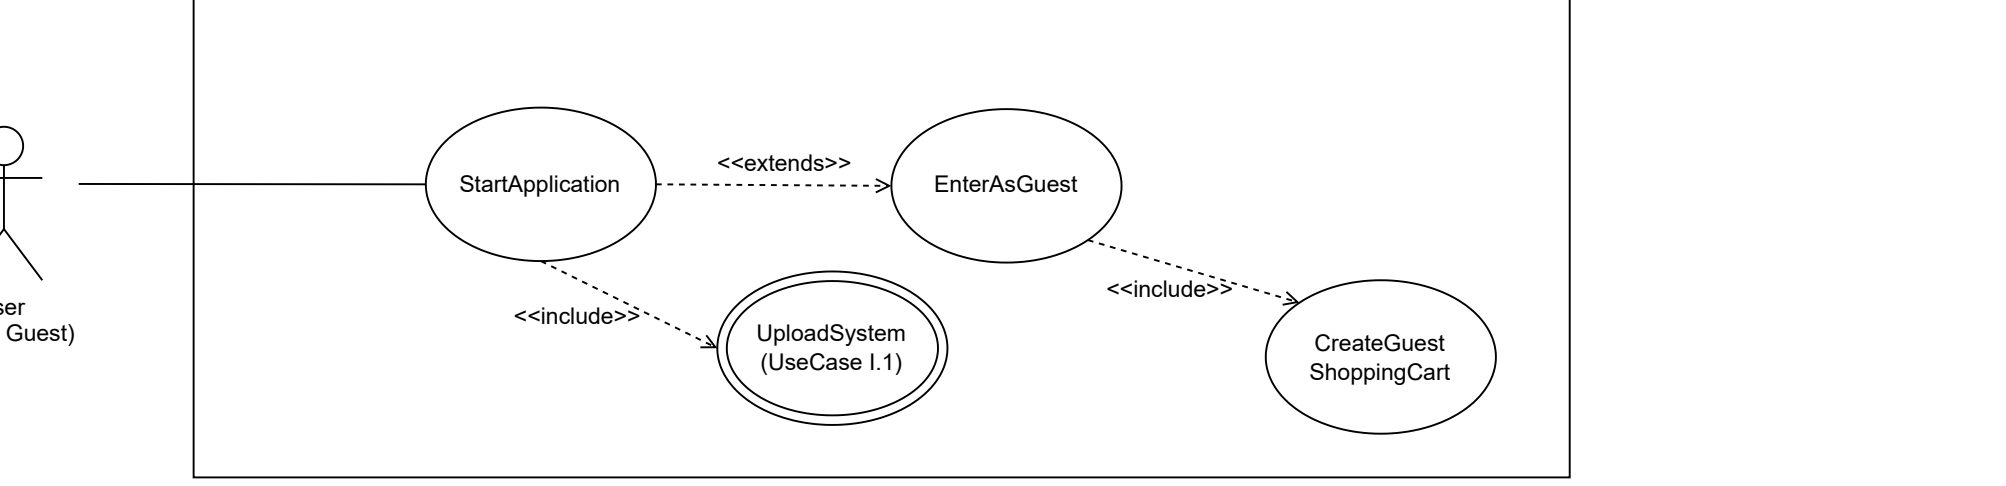 <<extends>>
StartApplication
EnterAsGuest
<<include>>
<<include>>
ser
Guest)
UploadSystem
(UseCase I.1)
CreateGuest
ShoppingCart